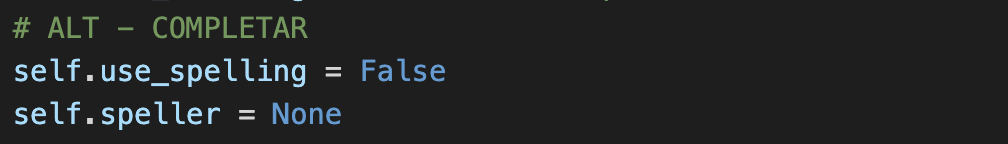 # ALT - COMPLETAR
self.use_spelling = False
self.speller = None